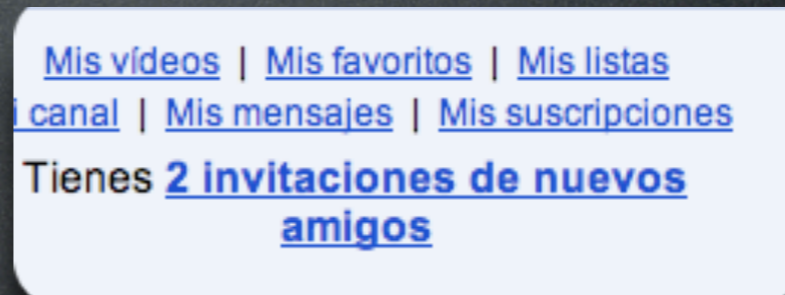 Mis vídeos | Mis favoritos | Mis listas
i canal | Mis mensajes | Mis suscripciones
Tienes 2 invitaciones de nuevos
amigos